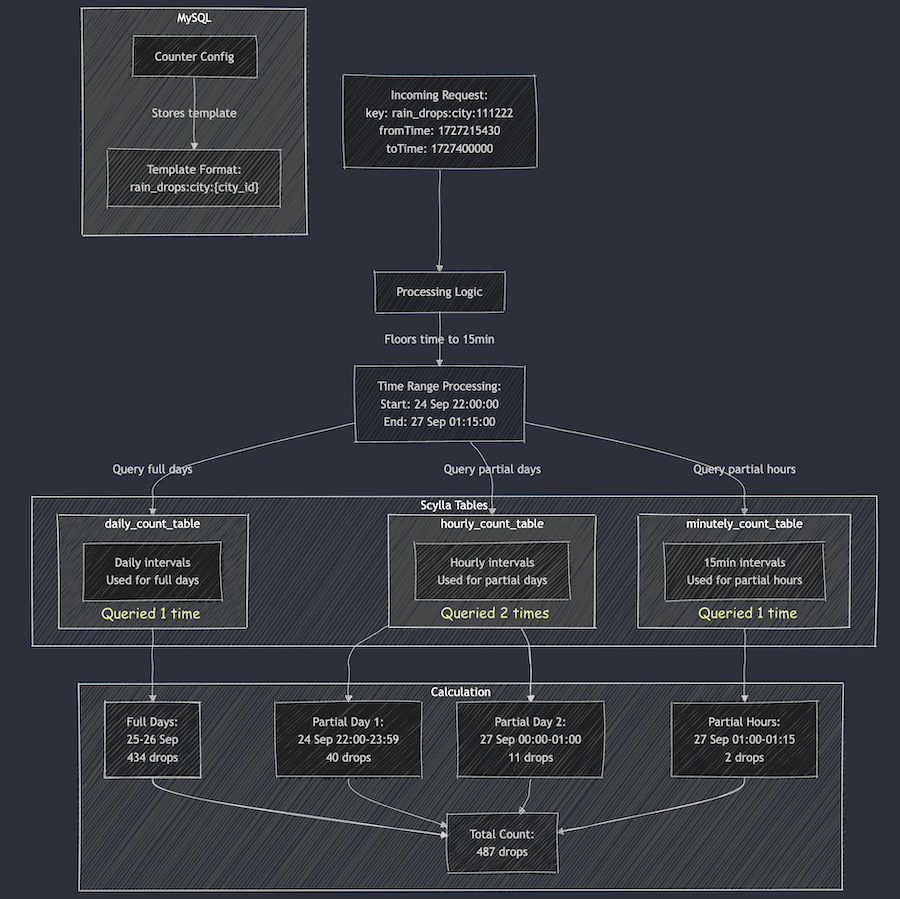 MySQL
Counter Config
Stores template
Template Format:
rain_drops:city:{city_id}
Incoming Request:
key: rain_drops:city:111222
fromTime: 1727215430
toTime: 1727400000
Processing Logic
Floors time to 15min
Time Range Processing:
Start: 24 Sep 22:00:00
End: 27 Sep 01:15:00
Query full days
Query partial days
Query partial hours
Scylla Tables
daily_count_table
Daily intervals
Used for full days
Queried 1 time
hourly_count_table
Hourly intervals
Used for partial days
Queried 2 times
minutely_count_table
15min intervals
Used for partial hours
Queried 1 time
Calculation
Full Days:
25-26 Sep
434 drops
Partial Day 1:
24 Sep 22:00-23:59
40 drops
Partial Day 2:
27 Sep 00:00-01:00
11 drops
Partial Hours:
27 Sep 01:00-01:15
2 drops
Total Count:
487 drops